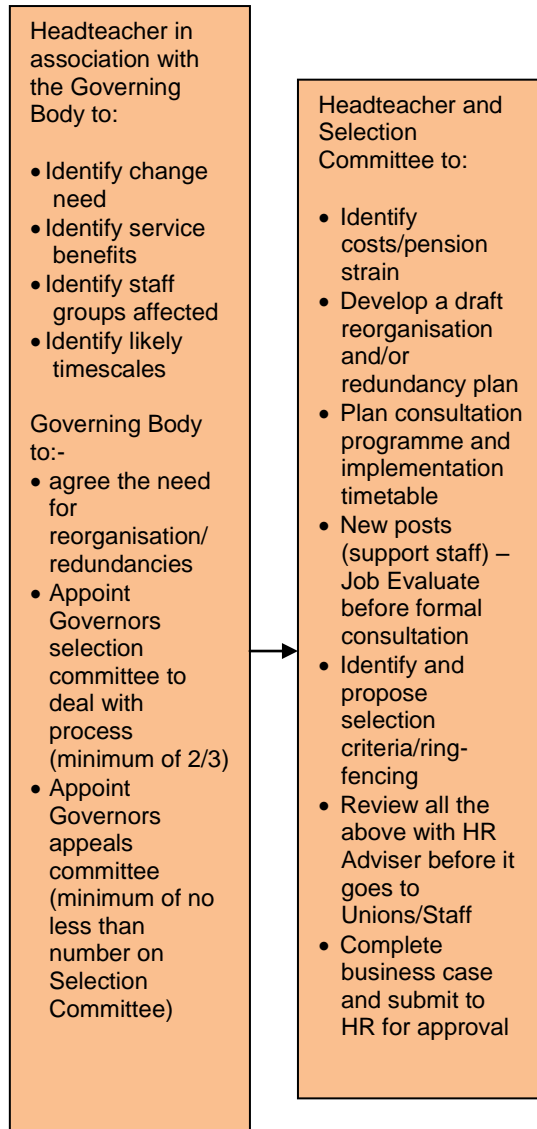 Headteacher in
association with
the Governing
Body to:
• Identify change
need
• Identify service
benefits
• Identify staff
groups affected
• Identify likely
timescales
Governing Body
to:-
• agree the need
for
reorganisation/
redundancies
• Appoint
Governors
selection
committee to
deal with
process
(minimum of 2/3)
• Appoint
Governors
appeals
committee
(minimum of no
less than
number on
Selection
Committee)
Headteacher and
Selection
Committee to:
• Identify
costs/pension
strain
• Develop a draft
reorganisation
and/or
redundancy plan
• Plan consultation
programme and
implementation
timetable
• New posts
(support staff) –
Job Evaluate
before formal
consultation
• Identify and
propose
selection
criteria/ring-
fencing
• Review all the
above with HR
Adviser before it
goes to
Unions/Staff
• Complete
business case
and submit to
HR for approval